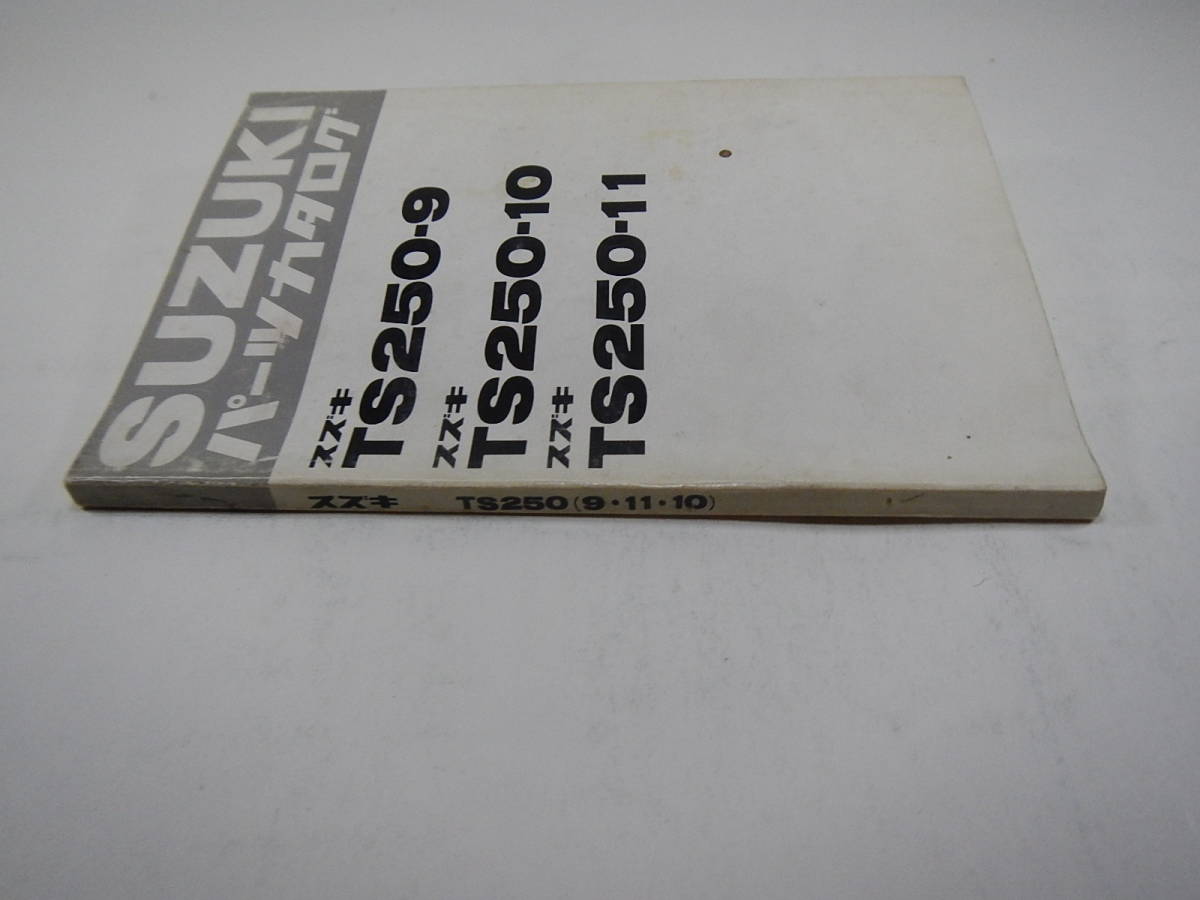 SUZUKI
パーツカタログ
スズキ
TS250-9
スズキ
TS250-10
スズキ
TS250-11
スズキ TS250(9・11・10)